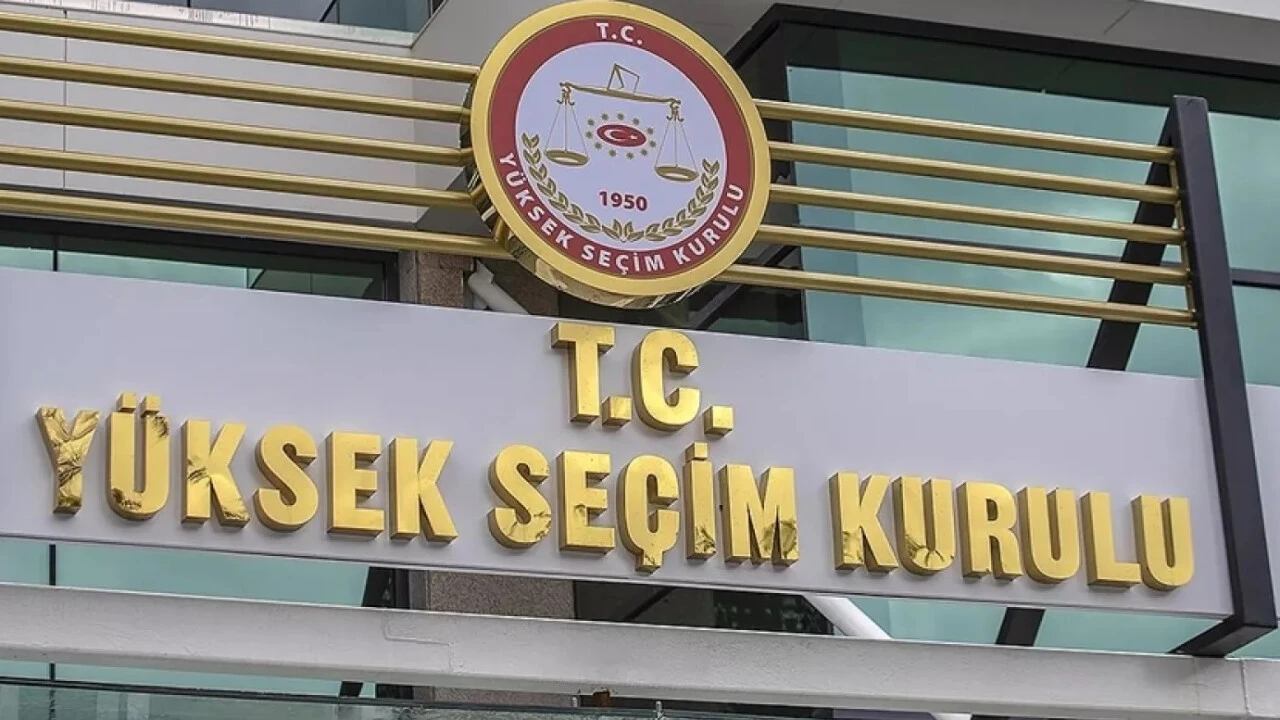 T.C.
YÜKSEK SEÇİM KURULU
1950
T.C.
YÜKSEK SEÇİM KURULU